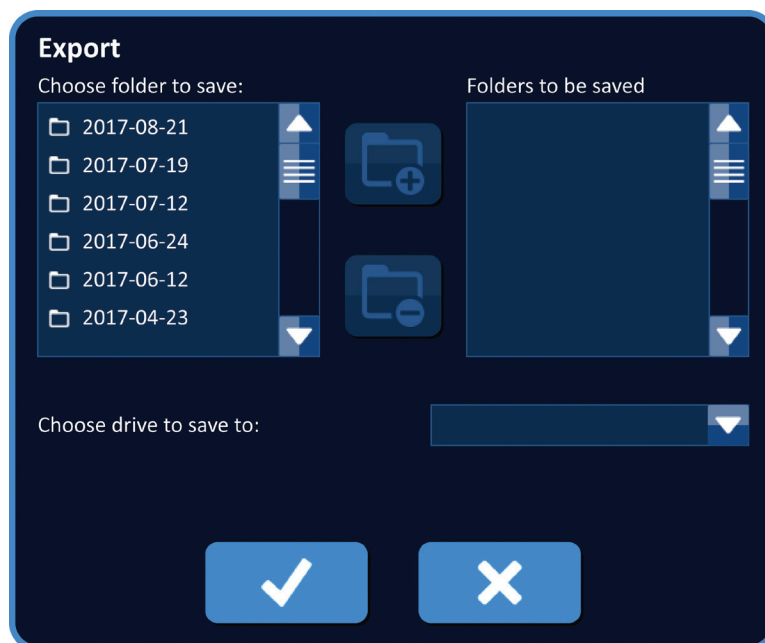 Export
Choose folder to save:
Folders to be saved
2017-08-21
2017-07-19
2017-07-12
2017-06-24
2017-06-12
2017-04-23
Choose drive to save to: